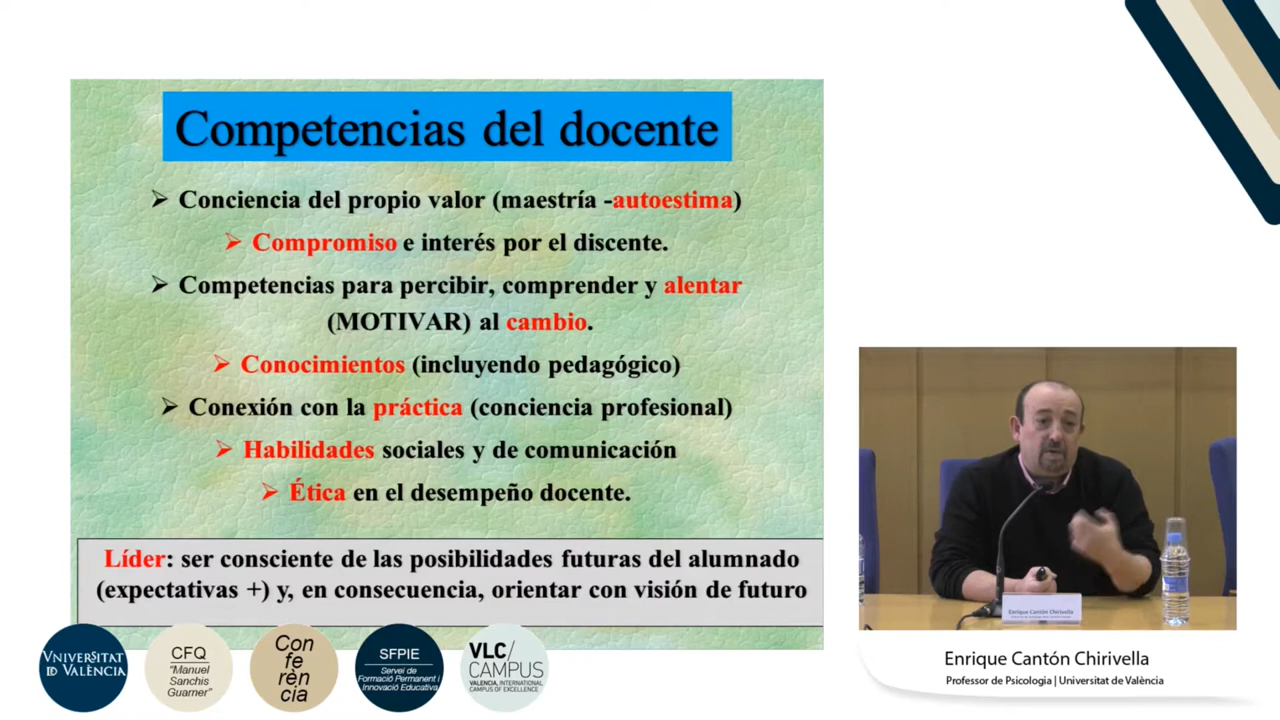 Competencias del docente
➢ Conciencia del propio valor (maestría -autoestima)
➢ Compromiso e interés por el discente.
➢ Competencias para percibir, comprender y alentar
(MOTIVAR) al cambio.
➢ Conocimientos (incluyendo pedagógico)
➢ Conexión con la práctica (conciencia profesional)
➢ Habilidades sociales y de comunicación
➢ Ética en el desempeño docente.
Líder: ser consciente de las posibilidades futuras del alumnado
(expectativas +) y, en consecuencia, orientar con visión de futuro
Enrique Cantón Chirivella
Enrique Cantón Chirivella
Professor de Psicologia | Universitat de València
VNIVERSITAT
ID VALÈNCIA
CFQ
"Manuel
Sanchis
Guarner"
Con
fe
rèn
cia
SFPIE
Servei de
Formació Permanent i
Innovació Educativa
VLC/
CAMPUS
VALENCIA, INTERNATIONAL
CAMPUS OF EXCELLENCE